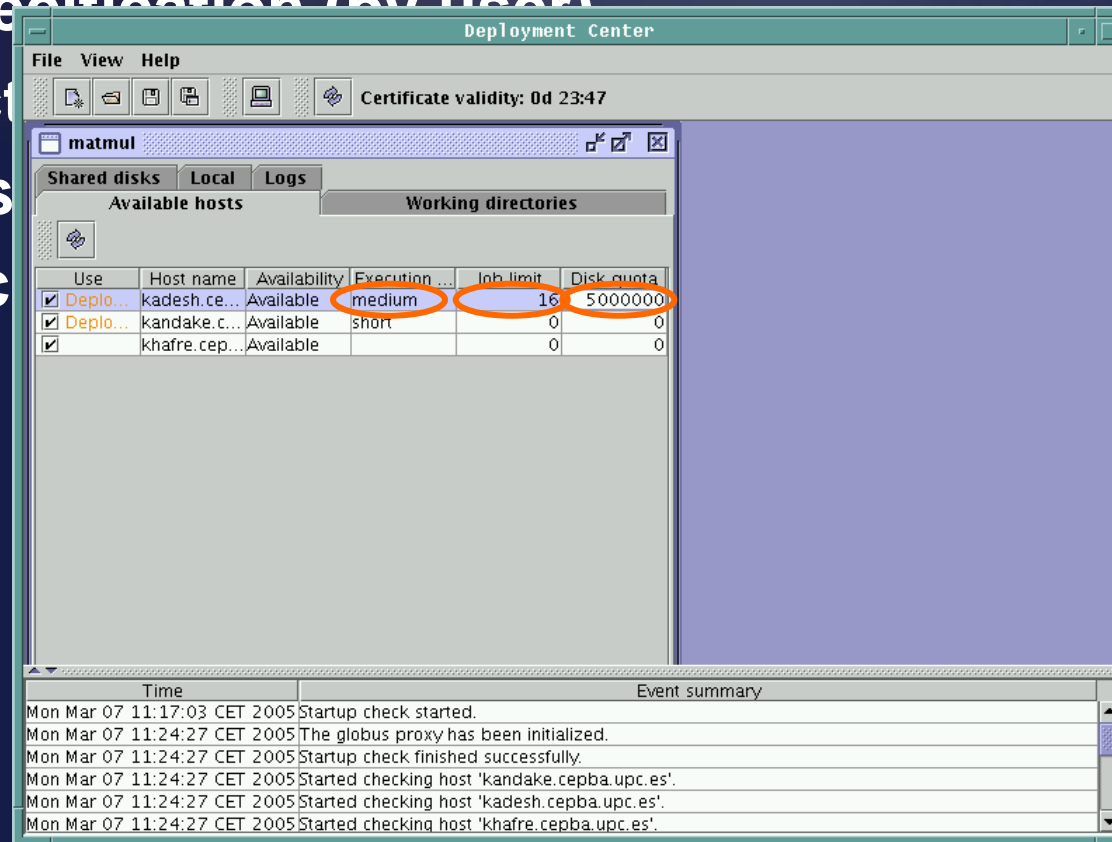 (by user)
Deployment Center
File View Help
Certificate validity: 0d 23:47
matmul
Shared disks Local Logs
Available hosts Working directories
Use Host name Availability Execution ... Job limit Disk quota
Deplo... kadesh.ce... Available medium 16 5000000
Deplo... kandake.c... Available short 0 0
khafre.cep... Available 0 0
Time Event summary
Mon Mar 07 11:17:03 CET 2005 Startup check started.
Mon Mar 07 11:24:27 CET 2005 The globus proxy has been initialized.
Mon Mar 07 11:24:27 CET 2005 Startup check finished successfully.
Mon Mar 07 11:24:27 CET 2005 Started checking host 'kandake.cepba.upc.es'.
Mon Mar 07 11:24:27 CET 2005 Started checking host 'kadesh.cepba.upc.es'.
Mon Mar 07 11:24:27 CET 2005 Started checking host 'khafre.cepba.upc.es'.